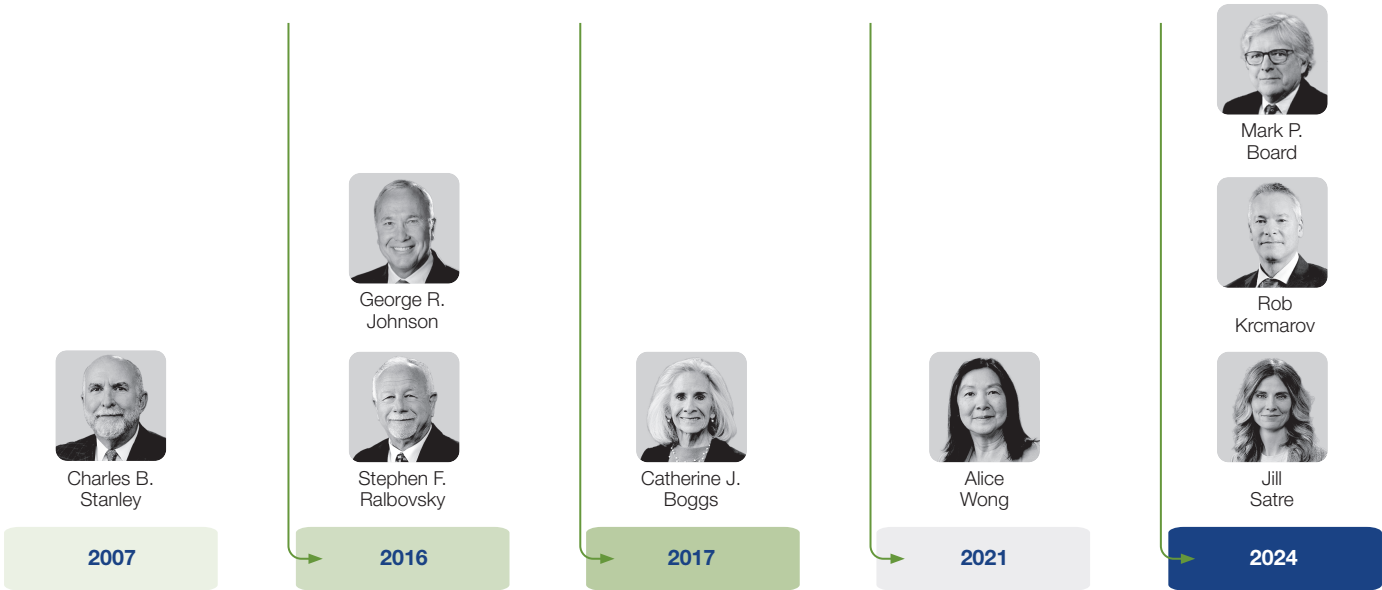 Charles B.
Stanley
2007
George R.
Johnson
Stephen F.
Ralbovsky
2016
Catherine J.
Boggs
2017
Alice
Wong
2021
Mark P.
Board
Rob
Krcmarov
Jill
Satre
2024